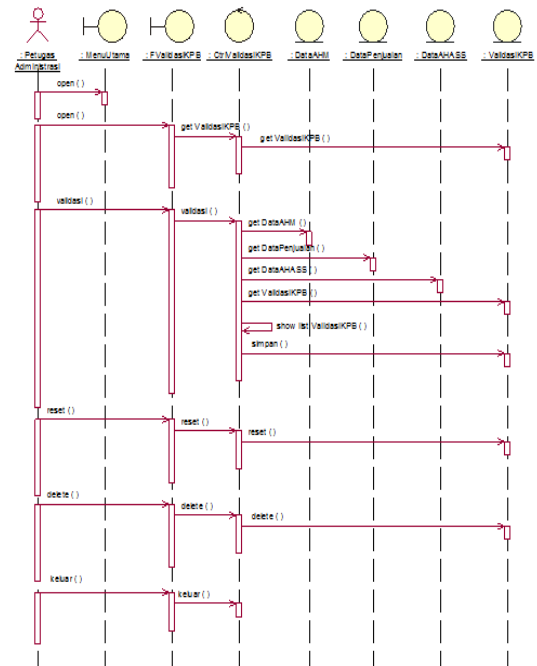 : Petugas Administrasi
: MenuUtama
: FValidasiKPB
: CtrlValidasiKPB
: DataAHM
: DataPenjualan
: DataAHASS
: ValidasiKPB
open ( )
open ( )
get ValidasiKPB ( )
get ValidasiKPB ( )
validasi ( )
validasi ( )
get DataAHM ( )
get DataPenjualan ( )
get DataAHASS ( )
get ValidasiKPB ( )
show list ValidasiKPB ( )
simpan ( )
reset ( )
reset ( )
reset ( )
delete ( )
delete ( )
delete ( )
keluar ( )
keluar ( )